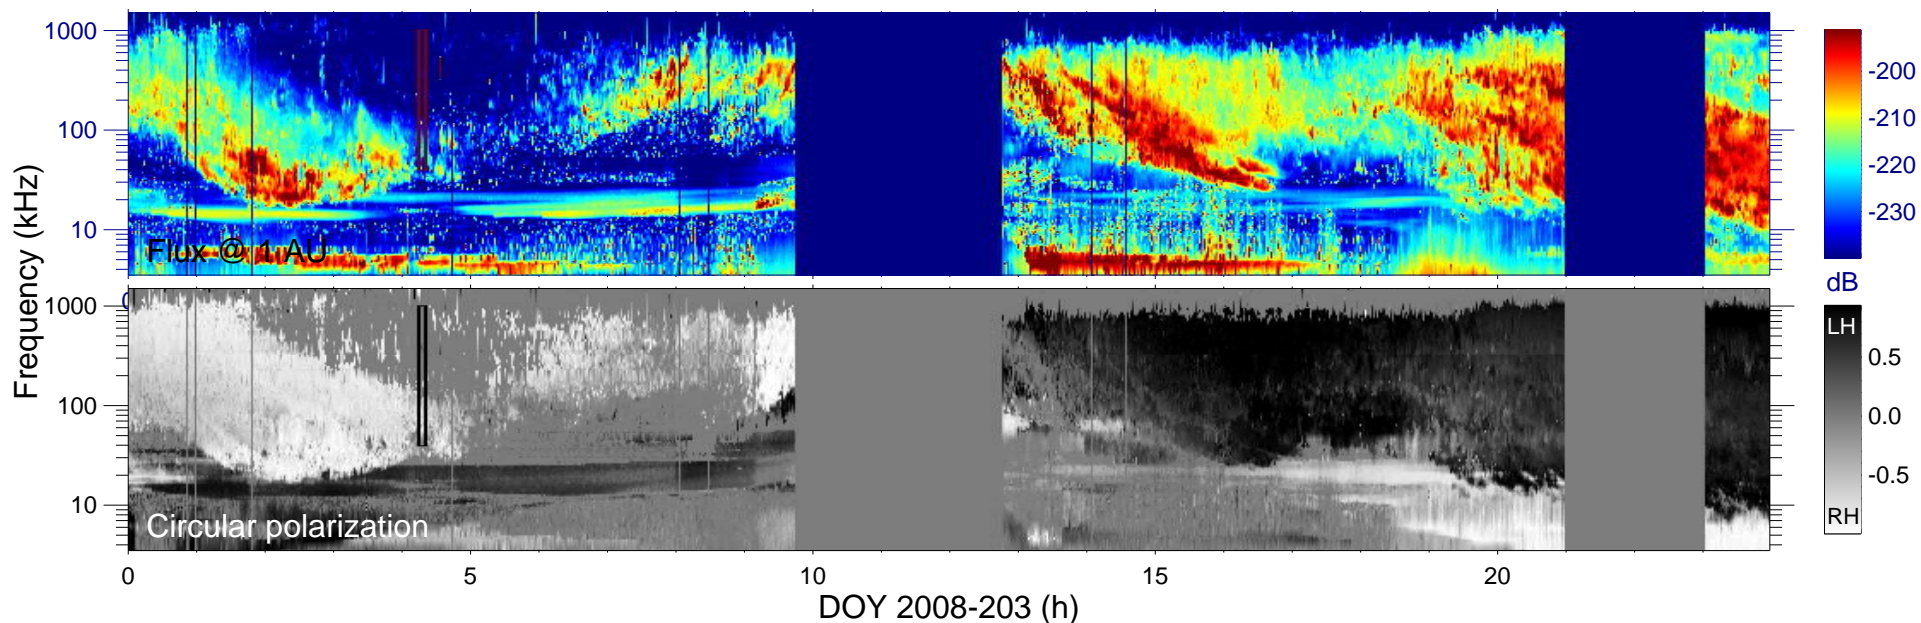 1000
100
10
Flux @ 1 AU
-200
-210
-220
-230
dB
0
Frequency (kHz)
1000
100
10
Circular polarization
LH
0.5
0.0
-0.5
RH
0
5
10
15
20
DOY 2008-203 (h)